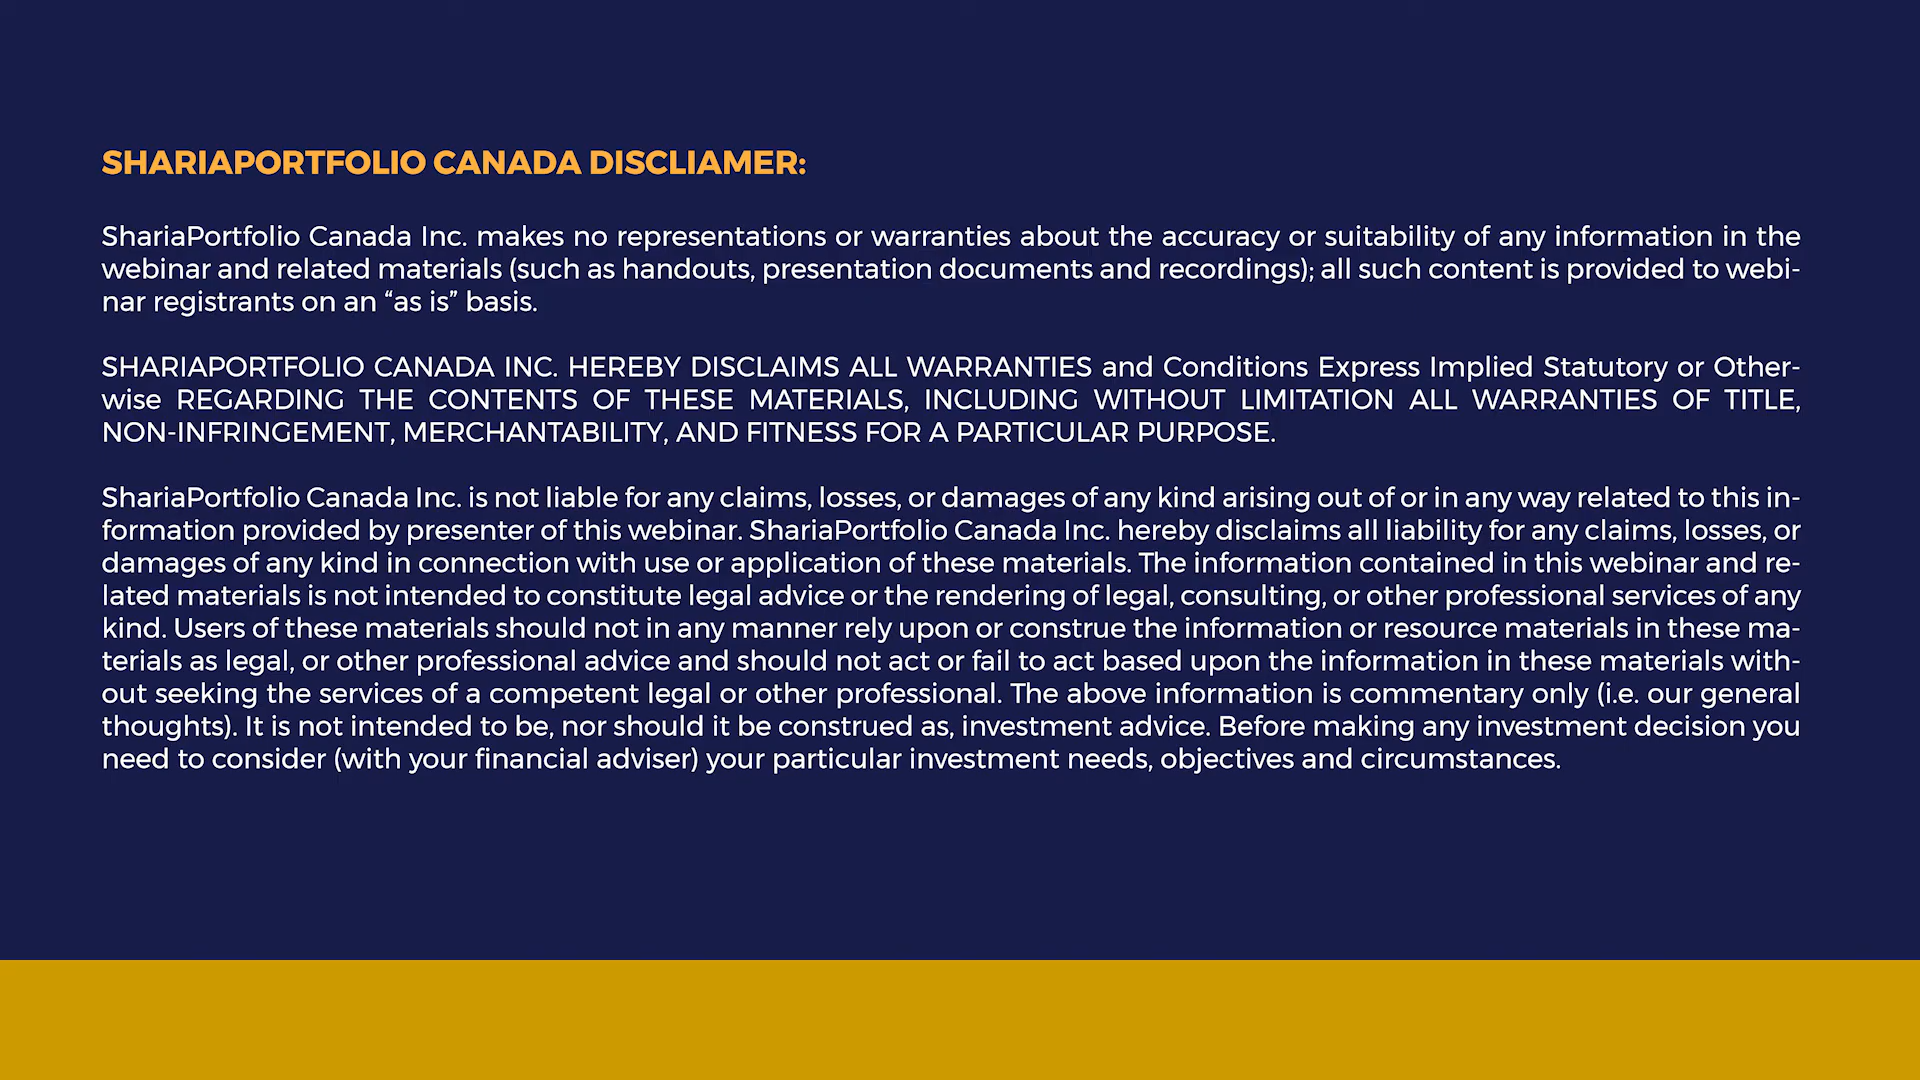 SHARIAPORTFOLIO CANADA DISCLIAMER:
ShariaPortfolio Canada Inc. makes no representations or warranties about the accuracy or suitability of any information in the
webinar and related materials (such as handouts, presentation documents and recordings); all such content is provided to webi-
nar registrants on an “as is” basis.
SHARIAPORTFOLIO CANADA INC. HEREBY DISCLAIMS ALL WARRANTIES and Conditions Express Implied Statutory or Other-
wise REGARDING THE CONTENTS OF THESE MATERIALS, INCLUDING WITHOUT LIMITATION ALL WARRANTIES OF TITLE,
NON-INFRINGEMENT, MERCHANTABILITY, AND FITNESS FOR A PARTICULAR PURPOSE.
ShariaPortfolio Canada Inc. is not liable for any claims, losses, or damages of any kind arising out of or in any way related to this in-
formation provided by presenter of this webinar. ShariaPortfolio Canada Inc. hereby disclaims all liability for any claims, losses, or
damages of any kind in connection with use or application of these materials. The information contained in this webinar and re-
lated materials is not intended to constitute legal advice or the rendering of legal, consulting, or other professional services of any
kind. Users of these materials should not in any manner rely upon or construe the information or resource materials in these ma-
terials as legal, or other professional advice and should not act or fail to act based upon the information in these materials with-
out seeking the services of a competent legal or other professional. The above information is commentary only (i.e. our general
thoughts). It is not intended to be, nor should it be construed as, investment advice. Before making any investment decision you
need to consider (with your financial adviser) your particular investment needs, objectives and circumstances.